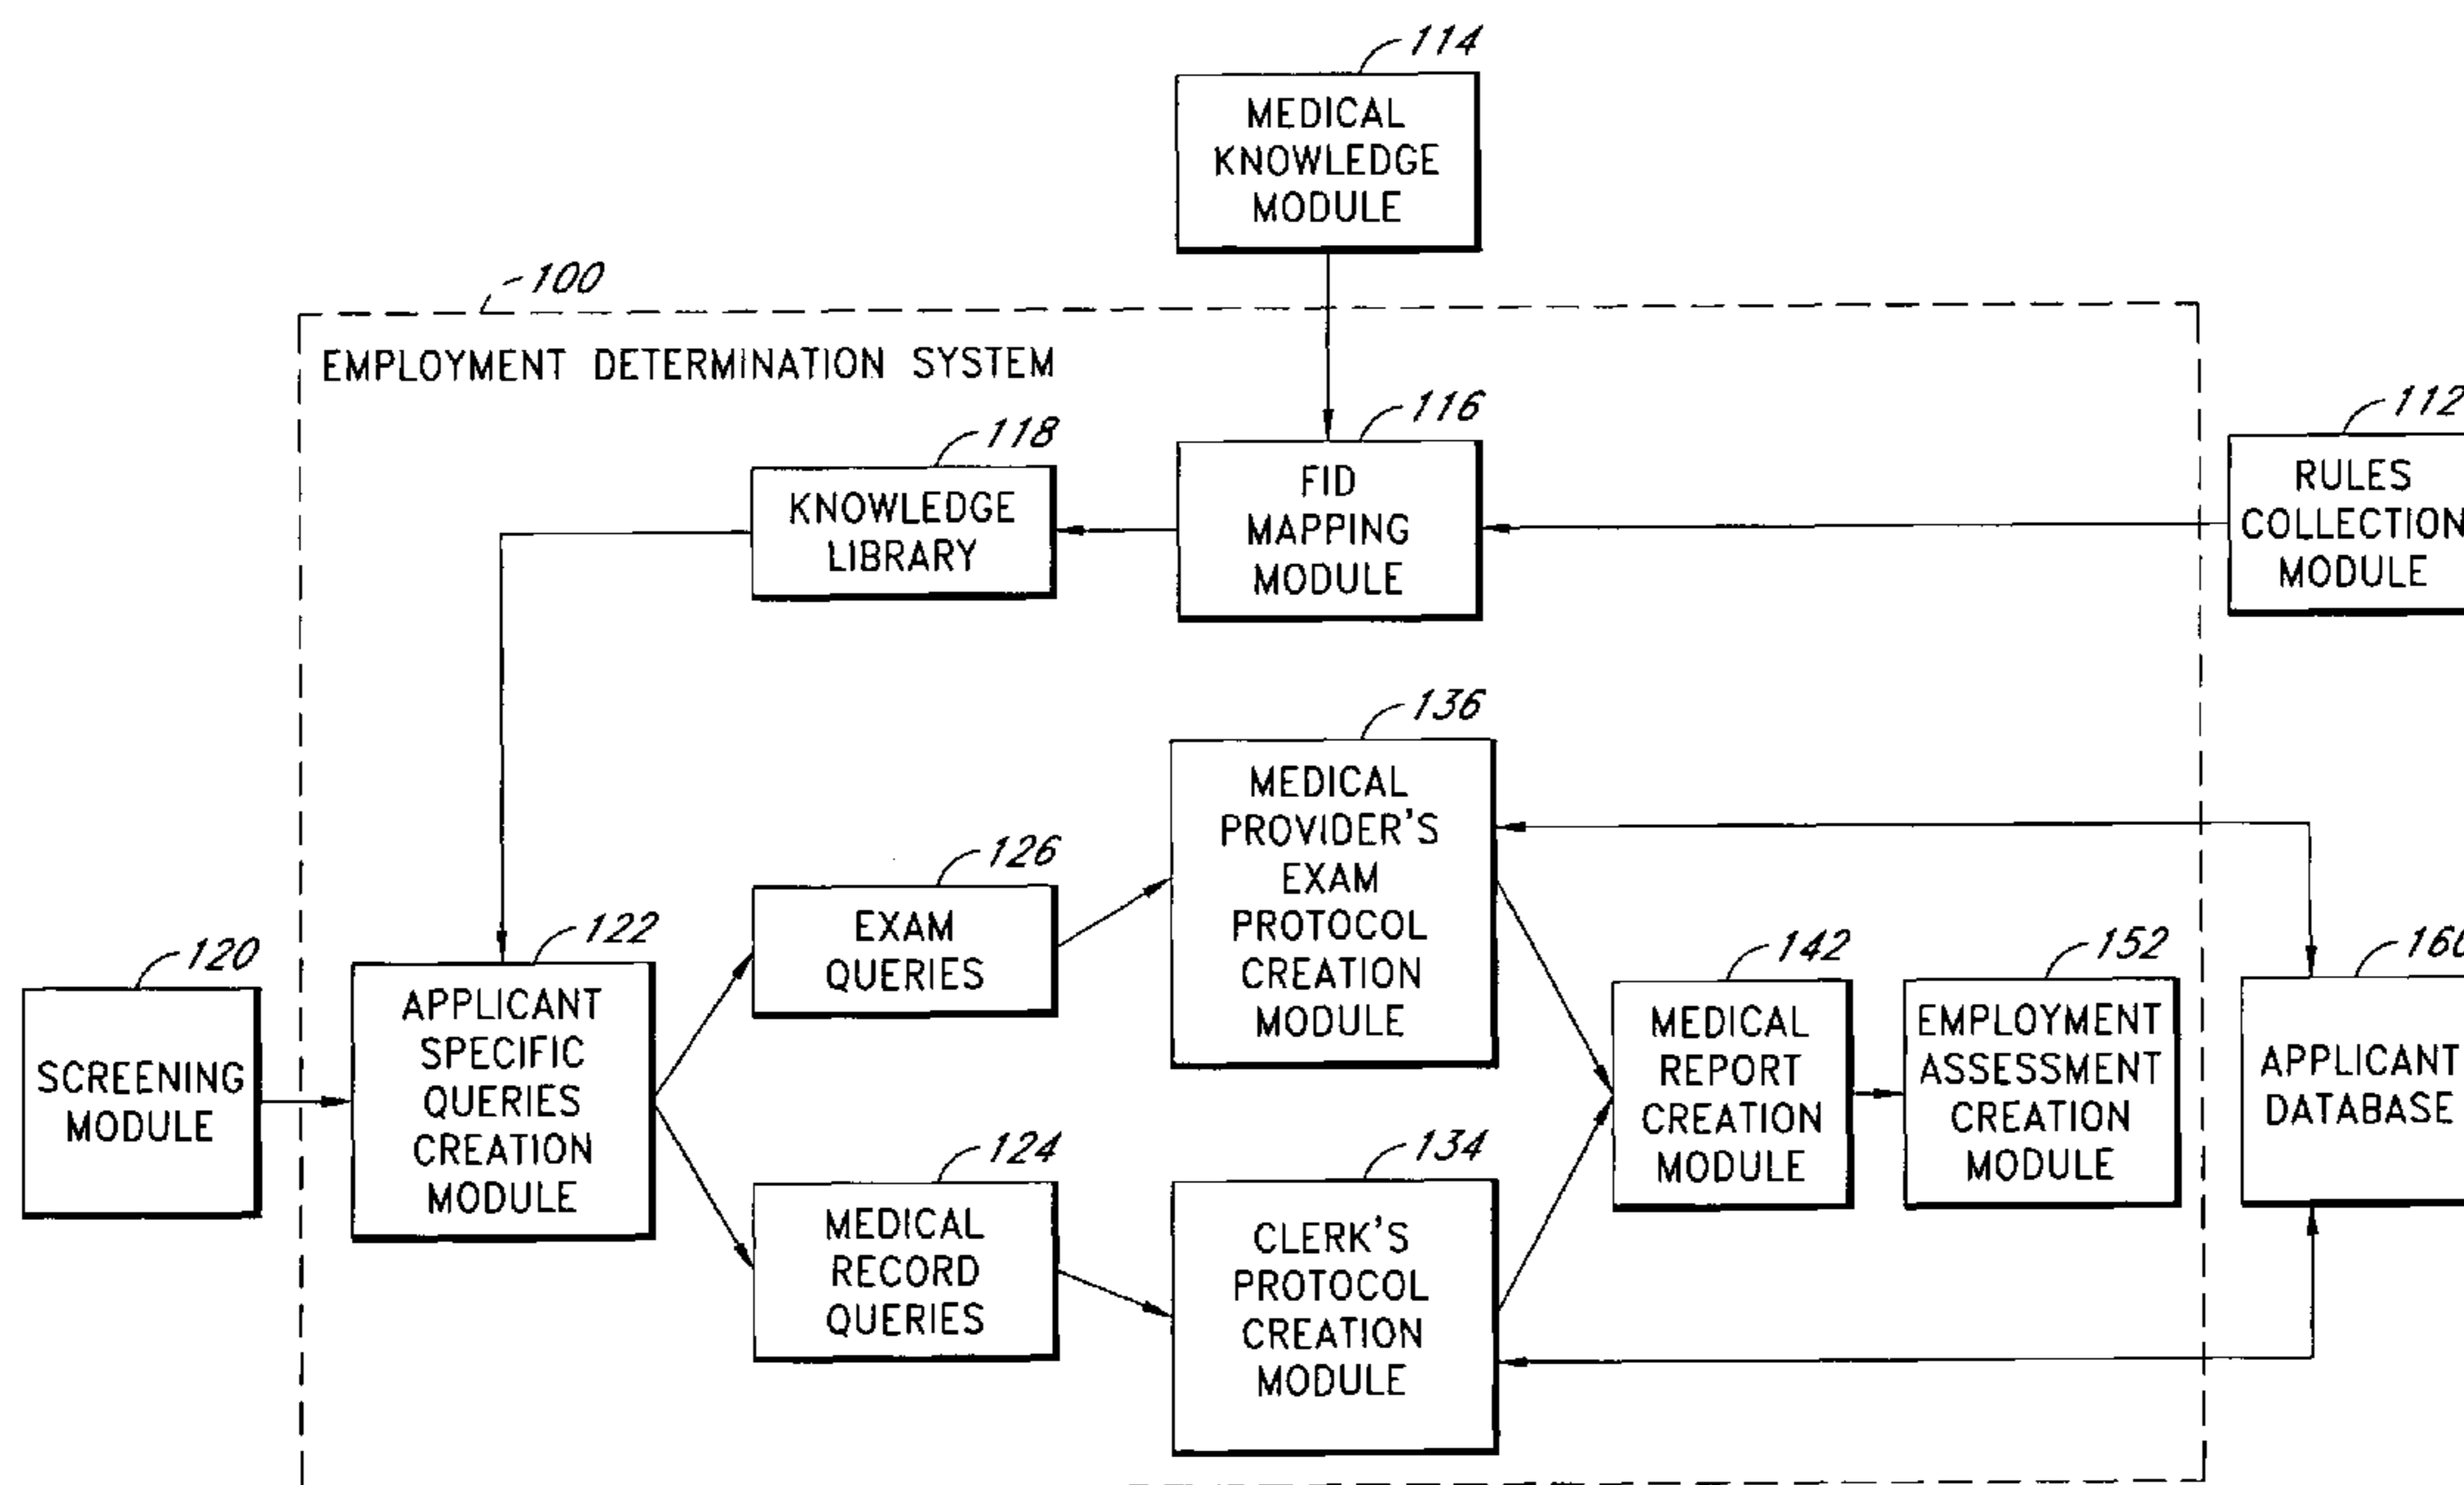 114
MEDICAL
KNOWLEDGE
MODULE
100
EMPLOYMENT DETERMINATION SYSTEM
118
KNOWLEDGE
LIBRARY
116
FID
MAPPING
MODULE
112
RULES
COLLECTION
MODULE
120
SCREENING
MODULE
122
APPLICANT
SPECIFIC
QUERIES
CREATION
MODULE
126
EXAM
QUERIES
124
MEDICAL
RECORD
QUERIES
136
MEDICAL
PROVIDER'S
EXAM
PROTOCOL
CREATION
MODULE
134
CLERK'S
PROTOCOL
CREATION
MODULE
142
MEDICAL
REPORT
CREATION
MODULE
152
EMPLOYMENT
ASSESSMENT
CREATION
MODULE
APPLICANT
DATABASE